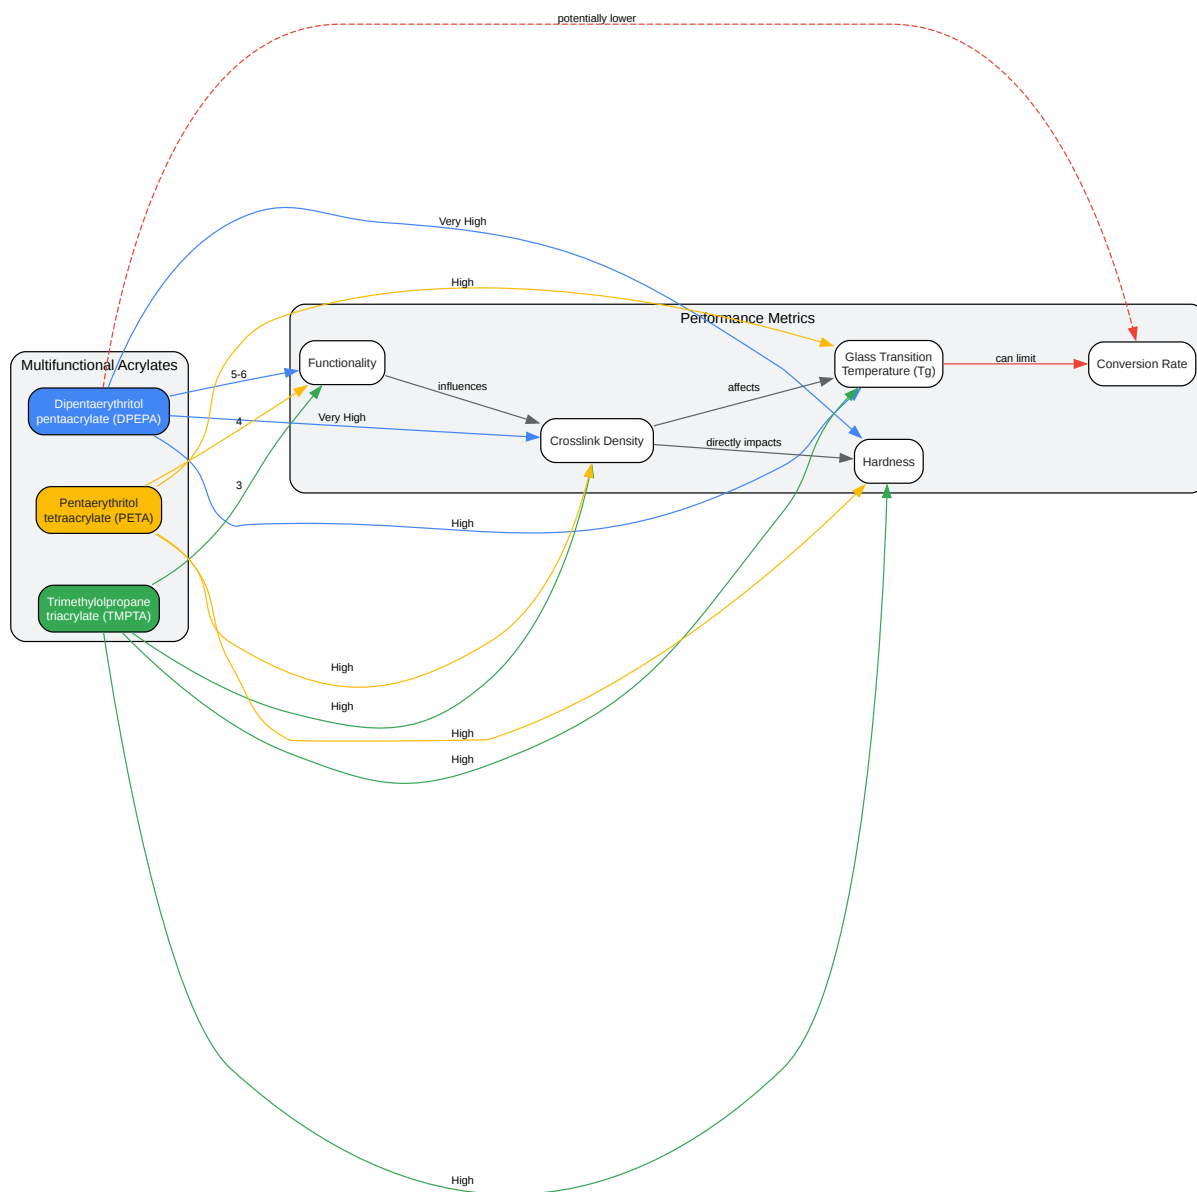 potentially lower
Very High
High
Performance Metrics
Multifunctional Acrylates
Functionality
Glass Transition
Temperature (Tg)
can limit
Conversion Rate
5-6
influences
affects
Dipentaerythritol
pentaacrylate (DPEPA)
4
Very High
Crosslink Density
directly impacts
Hardness
3
Pentaerythritol
tetraacrylate (PETA)
High
Trimethylolpropane
triacrylate (TMPTA)
High
High
High
High
High